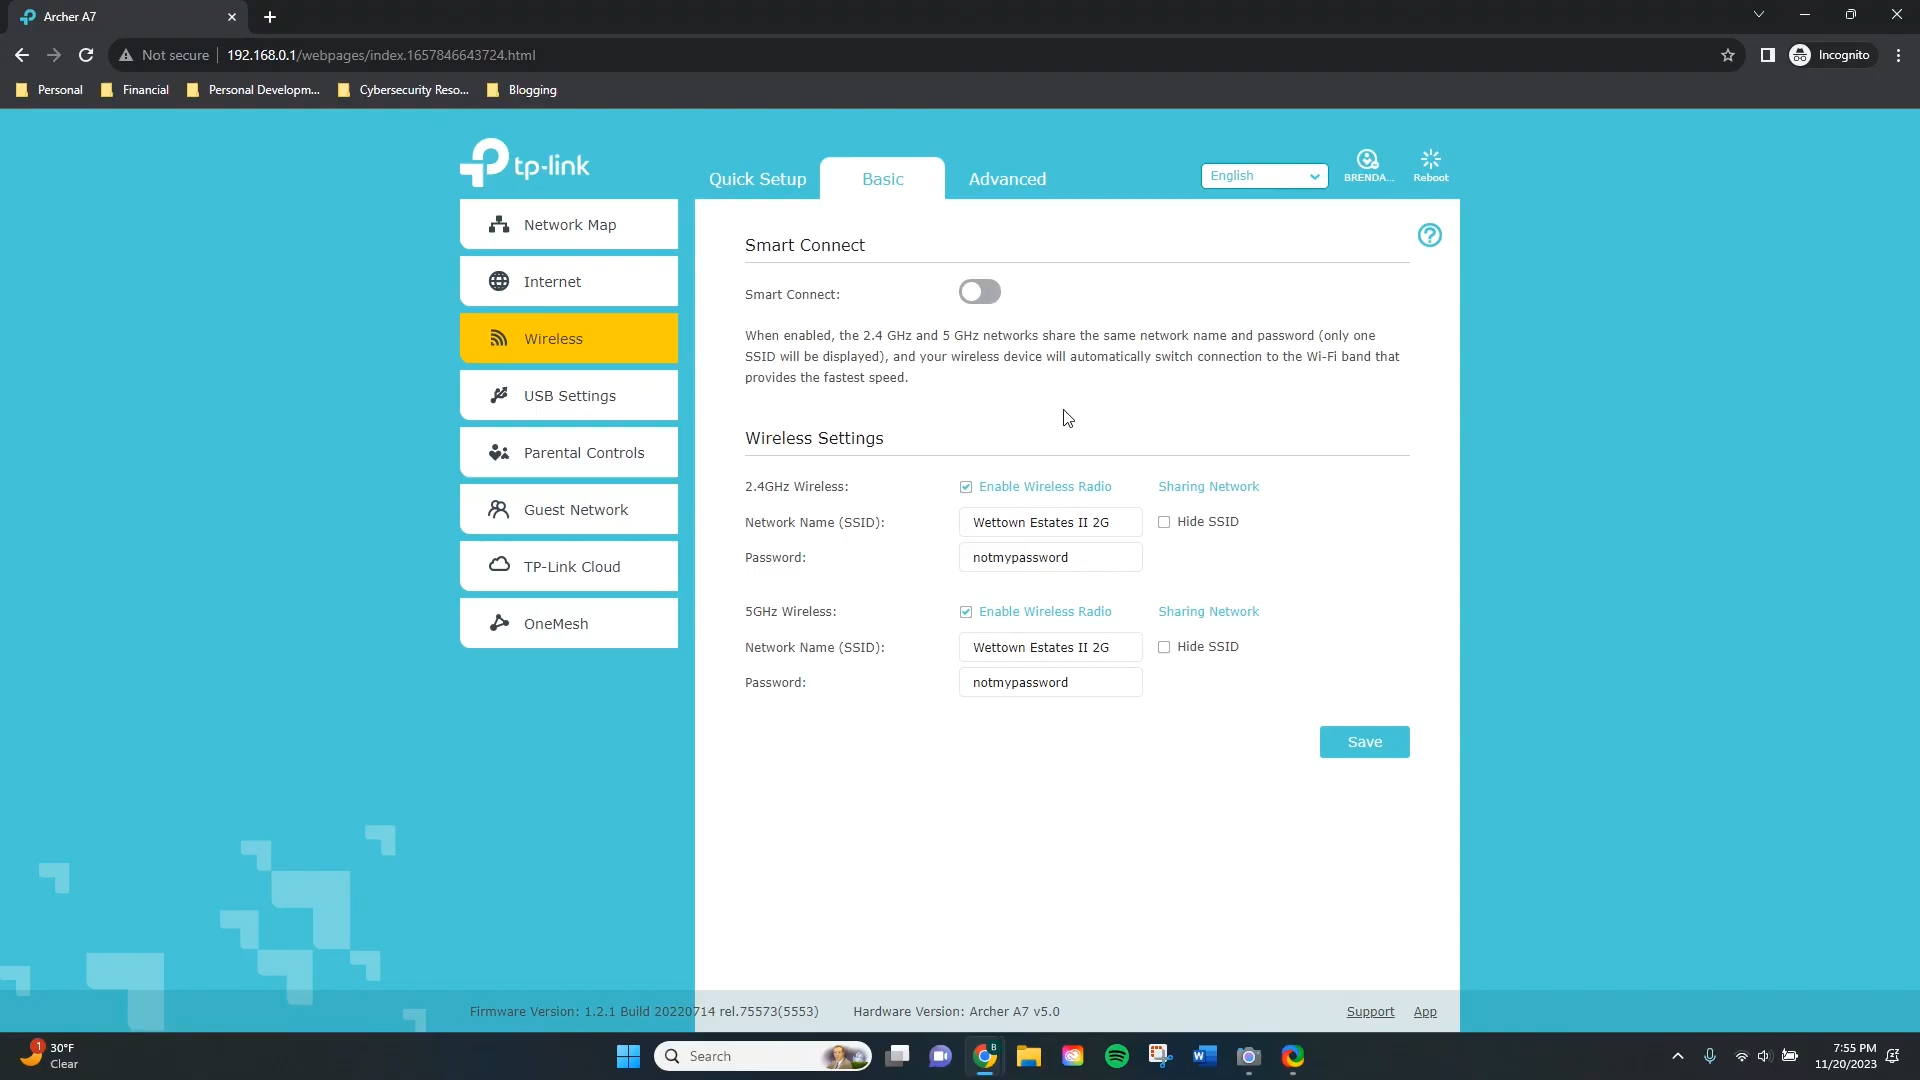 Archer A7
Not secure
192.168.0.1/webpages/index.1657846643724.html
Incognito
Personal
Financial
Personal Developm...
Cybersecurity Reso...
Blogging
tp-link
Quick Setup
Basic
Advanced
English
BRENDA...
Reboot
Network Map
Internet
Wireless
USB Settings
Parental Controls
Guest Network
TP-Link Cloud
OneMesh
Smart Connect
Smart Connect:
When enabled, the 2.4 GHz and 5 GHz networks share the same network name and password (only one
SSID will be displayed), and your wireless device will automatically switch connection to the Wi-Fi band that
provides the fastest speed.
Wireless Settings
2.4GHz Wireless:
Enable Wireless Radio
Sharing Network
Network Name (SSID):
Wettown Estates II 2G
Hide SSID
Password:
notmypassword
5GHz Wireless:
Enable Wireless Radio
Sharing Network
Network Name (SSID):
Wettown Estates II 2G
Hide SSID
Password:
notmypassword
Save
Firmware Version: 1.2.1 Build 20220714 rel.75573(5553)
Hardware Version: Archer A7 v5.0
Support
App
1
30°F
Clear
Search
B
W
7:55 PM
11/20/2023